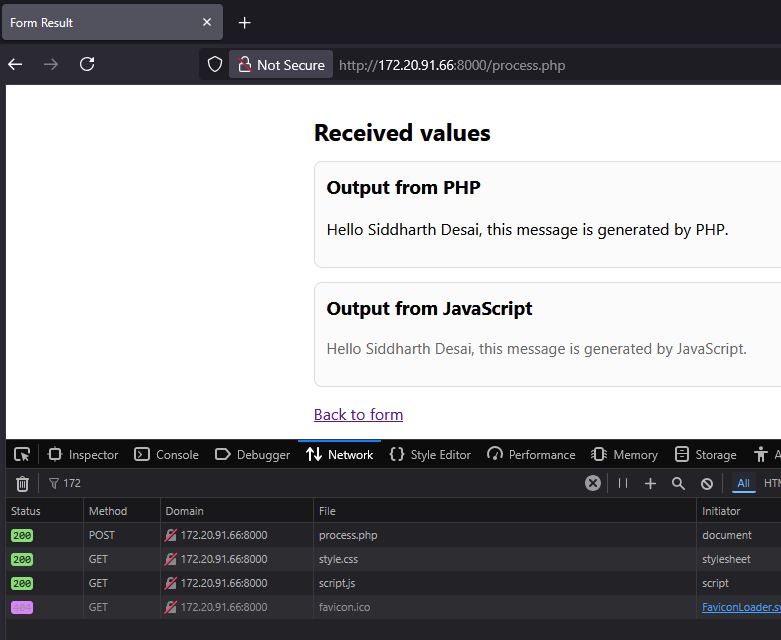 Form Result
Not Secure http://172.20.91.66:8000/process.php
Received values
Output from PHP
Hello Siddharth Desai, this message is generated by PHP.
Output from JavaScript
Hello Siddharth Desai, this message is generated by JavaScript.
Back to form
Inspector Console Debugger Network Style Editor Performance Memory Storage A
172 All HTM
Status Method Domain File Initiator
200 POST 172.20.91.66:8000 process.php document
200 GET 172.20.91.66:8000 style.css stylesheet
200 GET 172.20.91.66:8000 script.js script
404 GET 172.20.91.66:8000 favicon.ico FaviconLoader.sy